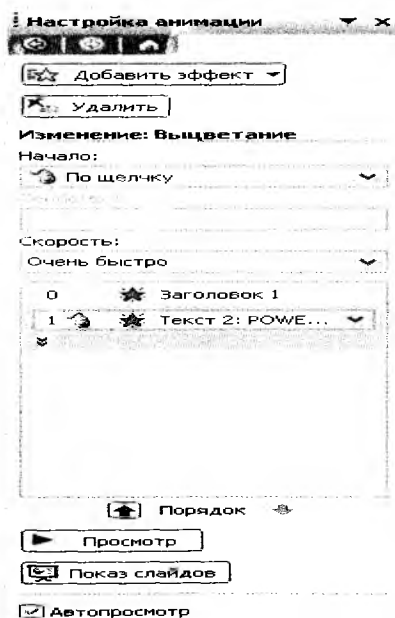 Настройка анимации
Добавить эффект
Удалить
Изменение: Выцветание
Начало:
По щелчку
Скорость:
Очень быстро
0 Заголовок 1
1 Текст 2: POWE...
Порядок
Просмотр
Показ слайдов
Автопросмотр